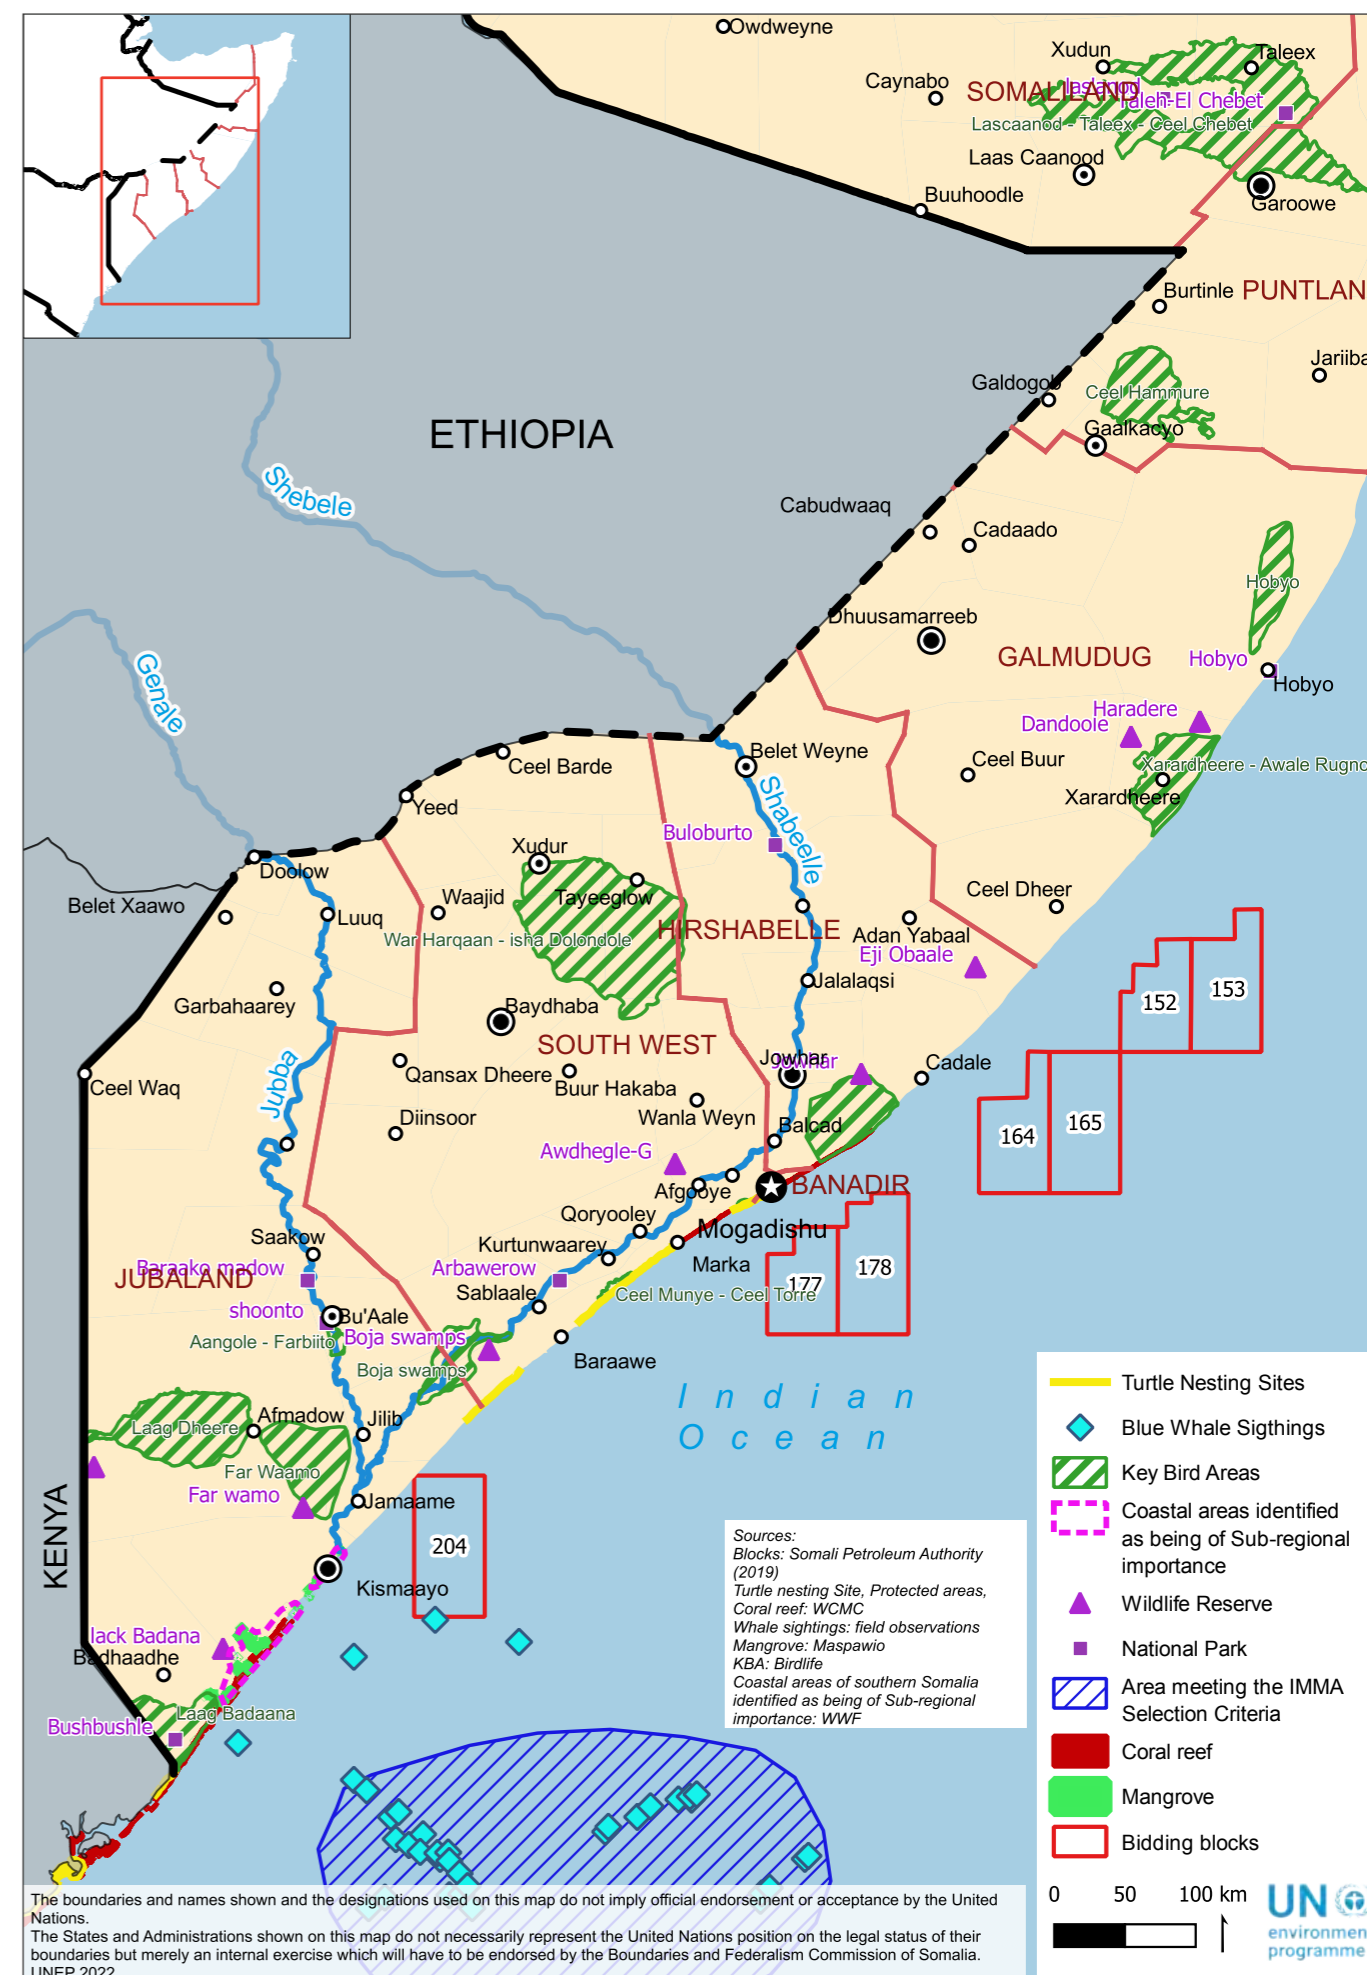 Owdweyne
Xudun
Taleex
Caynabo
SOMALILAND
lasanod
Taleh-El Chebet
Lascaanod - Taleex - Ceel Chebet
Laas Caanood
Buuhoodle
Garoowe
Burtinle
PUNTLAN
Jariiba
Galdogob
Ceel Hammure
Gaalkacyo
ETHIOPIA
Shebele
Cabudwaaq
Cadaado
Hobyo
Dhuusamarreeb
GALMUDUG
Hobyo
Hobyo
Genale
Haradere
Dandoole
Belet Weyne
Ceel Buur
Xarardheere - Awale Rugno
Xarardheere
Ceel Barde
Yeed
Shabeelle
Buloburto
Xudur
Doolow
Tayeeglow
Waajid
Belet Xaawo
Luuq
Ceel Dheer
War Harqaan - isha Dolondole
HIRSHABELLE
Adan Yabaal
Eji Obaale
Jalalaqsi
Garbahaarey
Baydhaba
152
153
SOUTH WEST
Jowhar
Jowhar
Cadale
Jubba
Ceel Waq
Qansax Dheere
Buur Hakaba
Wanla Weyn
Diinsoor
Balcad
164
165
Awdhegle-G
Afgooye
BANADIR
Qoryooley
Mogadishu
Saakow
Kurtunwaarey
Marka
Baraako madow
JUBALAND
Arbawerow
177
178
Sablaale
Ceel Munye - Ceel Torre
shoonto
Bu'Aale
Aangole - Farbiito
Boja swamps
Boja swamps
Baraawe
Indian
Ocean
Laag Dheere
Afmadow
Jilib
Far Waamo
Far wamo
Jamaame
KENYA
204
Kismaayo
lack Badana
Badhaadhe
Laag Badaana
Bushbushle
Sources:
Blocks: Somali Petroleum Authority
(2019)
Turtle nesting Site, Protected areas,
Coral reef: WCMC
Whale sightings: field observations
Mangrove: Maspawio
KBA: Birdlife
Coastal areas of southern Somalia
identified as being of Sub-regional
importance: WWF
Turtle Nesting Sites
Blue Whale Sigthings
Key Bird Areas
Coastal areas identified
as being of Sub-regional
importance
Wildlife Reserve
National Park
Area meeting the IMMA
Selection Criteria
Coral reef
Mangrove
Bidding blocks
0 50 100 km
UN
environmen
programme
The boundaries and names shown and the designations used on this map do not imply official endorsement or acceptance by the United
Nations.
The States and Administrations shown on this map do not necessarily represent the United Nations position on the legal status of their
boundaries but merely an internal exercise which will have to be endorsed by the Boundaries and Federalism Commission of Somalia.
UNEP 2022